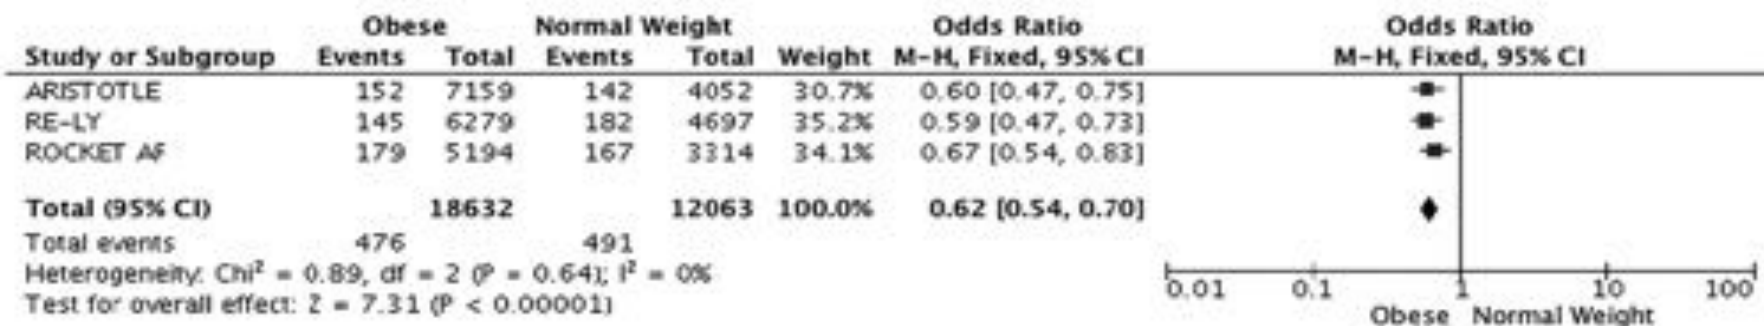 Obese Normal Weight Odds Ratio Odds Ratio
Study or Subgroup Events Total Events Total Weight M-H, Fixed, 95% CI M-H, Fixed, 95% CI
ARISTOTLE 152 7159 142 4052 30.7% 0.60 [0.47, 0.75]
RE-LY 145 6279 182 4697 35.2% 0.59 [0.47, 0.73]
ROCKET AF 179 5194 167 3314 34.1% 0.67 [0.54, 0.83]
Total (95% CI) 18632 12063 100.0% 0.62 [0.54, 0.70]
Total events 476 491
Heterogeneity: Chi² = 0.89, df = 2 (P = 0.64); I² = 0%
Test for overall effect: Z = 7.31 (P < 0.00001)
0.01 0.1 1 10 100
Obese Normal Weight